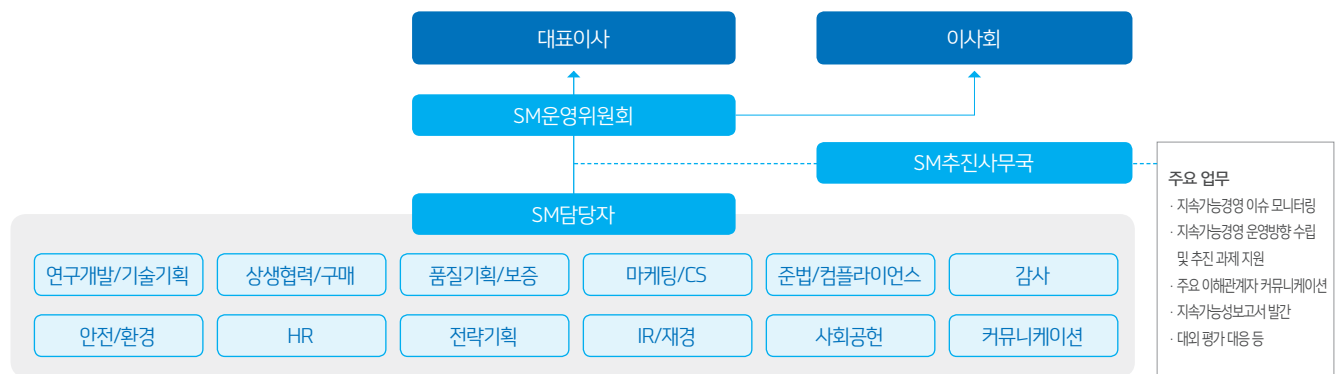 대표이사
이사회
SM운영위원회
SM추진사무국
SM담당자
연구개발/기술기획
상생협력/구매
품질기획/보증
마케팅/CS
준법/컴플라이언스
감사
안전/환경
HR
전략기획
IR/재경
사회공헌
커뮤니케이션
주요 업무
· 지속가능경영 이슈 모니터링
· 지속가능경영 운영방향 수립
및 추진 과제 지원
· 주요 이해관계자 커뮤니케이션
· 지속가능성보고서 발간
· 대외 평가 대응 등